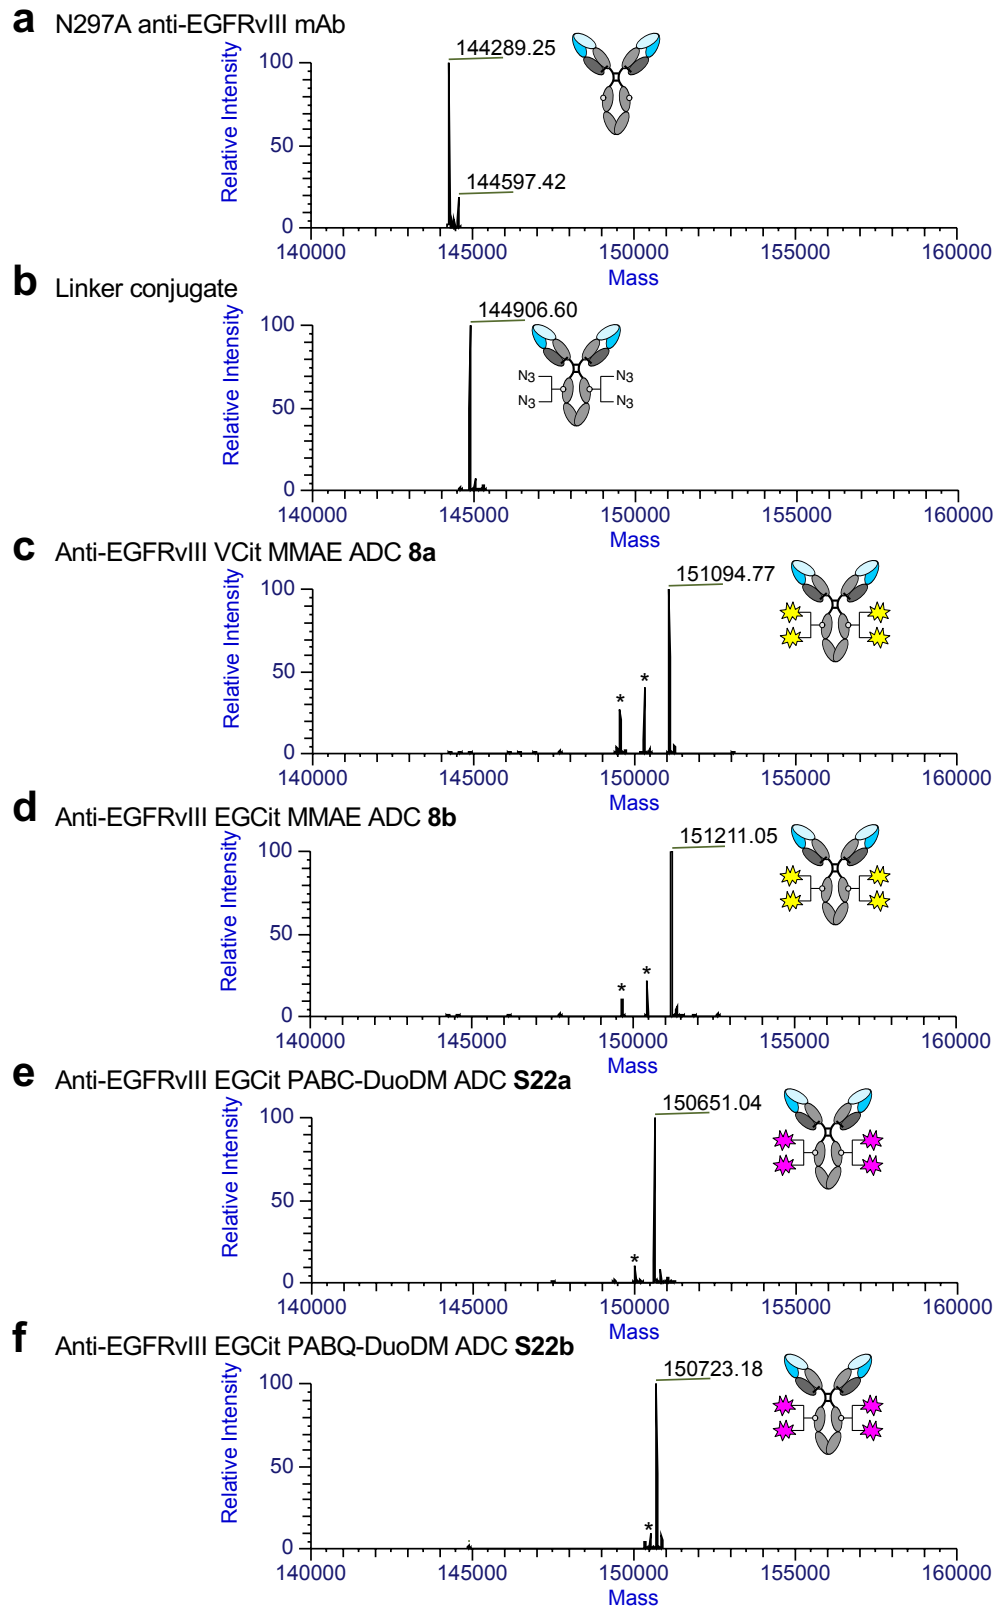 a N297A anti-EGFRvIII mAb
144289.25
144597.42
Relative Intensity
100
50
0
140000 145000 150000 155000 160000
Mass
b Linker conjugate
144906.60
N3 N3
N3 N3
Relative Intensity
100
50
0
140000 145000 150000 155000 160000
Mass
c Anti-EGFRvIII VCit MMAE ADC 8a
151094.77
* *
Relative Intensity
100
50
0
140000 145000 150000 155000 160000
Mass
d Anti-EGFRvIII EGCit MMAE ADC 8b
151211.05
* *
Relative Intensity
100
50
0
140000 145000 150000 155000 160000
Mass
e Anti-EGFRvIII EGCit PABC-DuoDM ADC S22a
150651.04
*
Relative Intensity
100
50
0
140000 145000 150000 155000 160000
Mass
f Anti-EGFRvIII EGCit PABQ-DuoDM ADC S22b
150723.18
*
Relative Intensity
100
50
0
140000 145000 150000 155000 160000
Mass